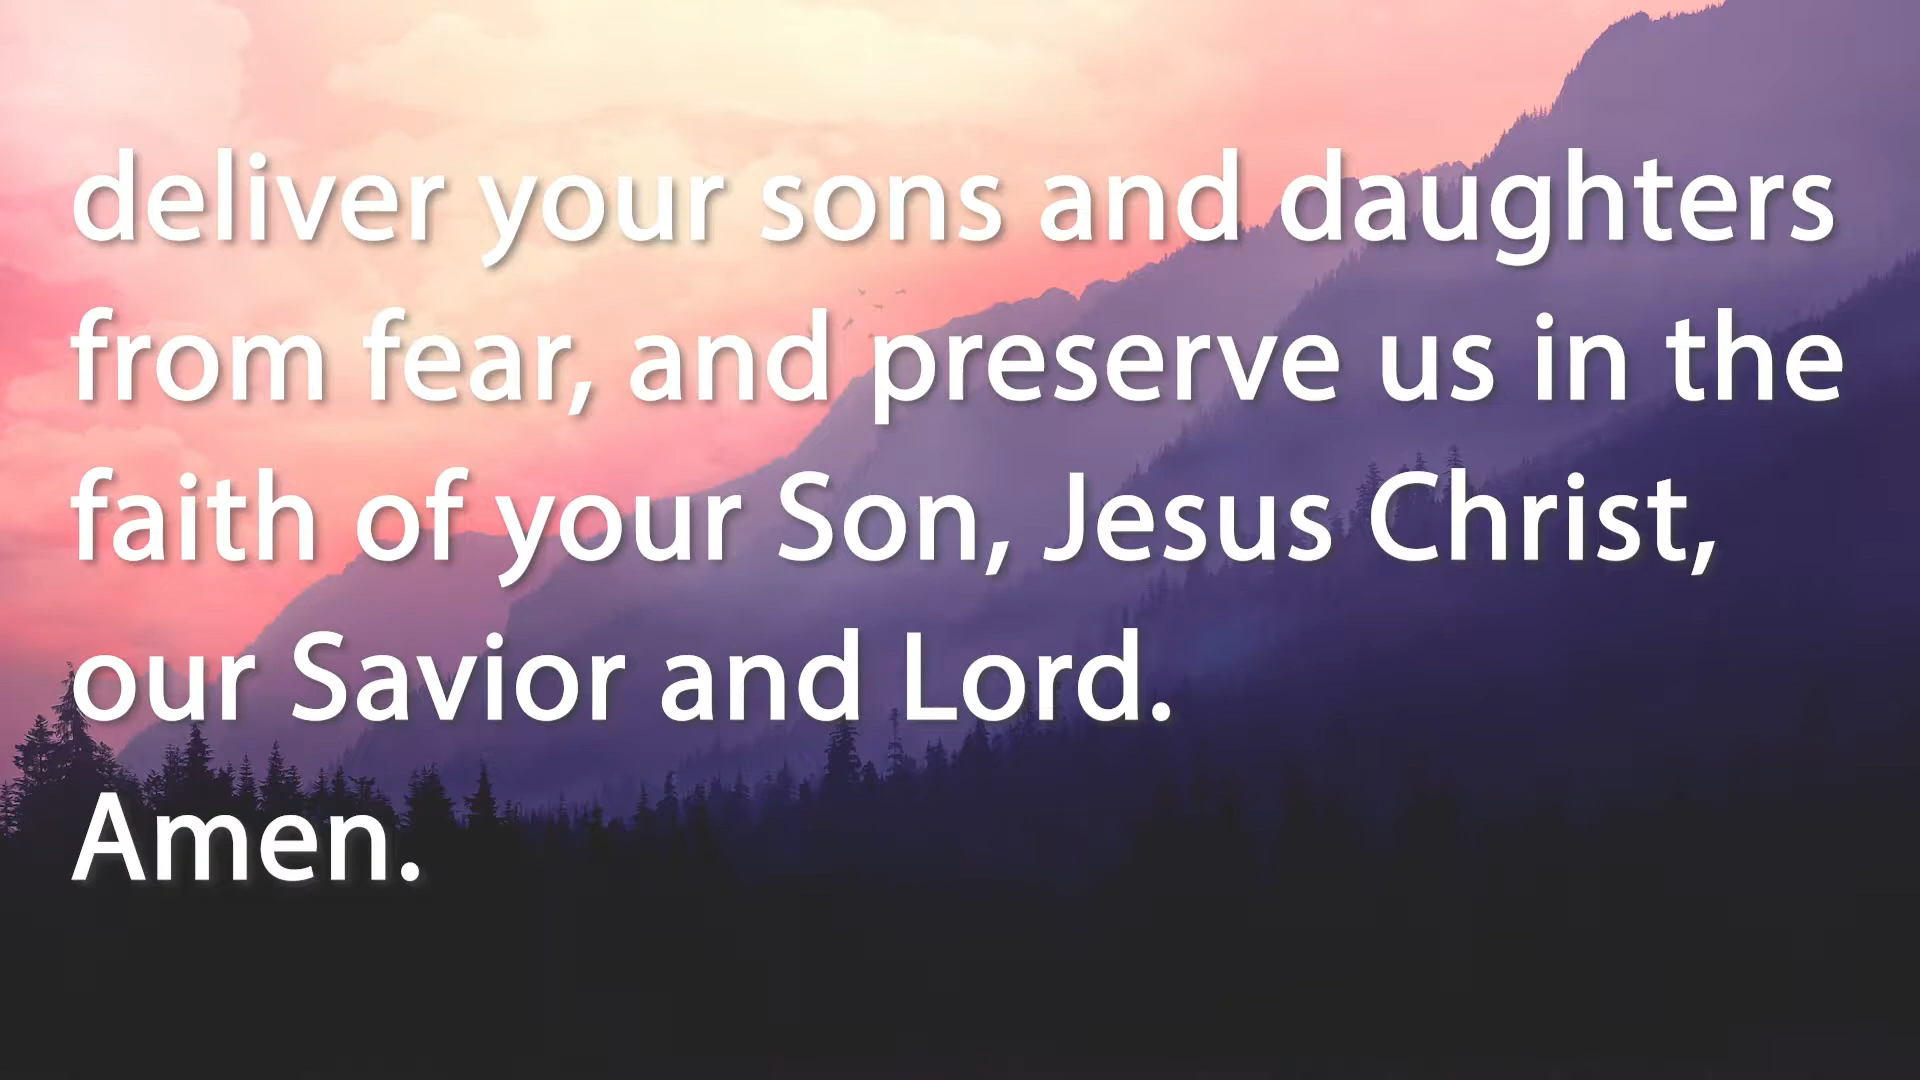 deliver your sons and daughters
from fear, and preserve us in the
faith of your Son, Jesus Christ,
our Savior and Lord.
Amen.